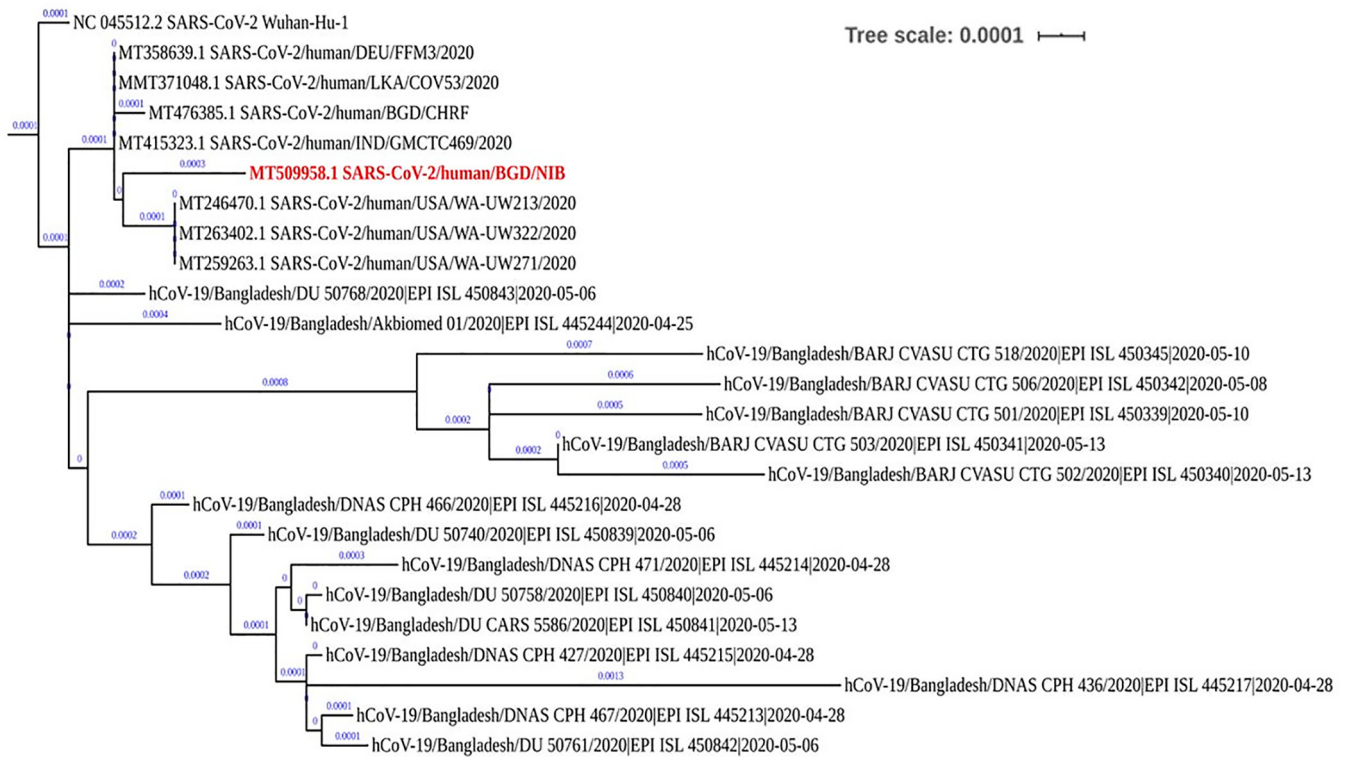 0.0001
NC 045512.2 SARS-CoV-2 Wuhan-Hu-1
Tree scale: 0.0001
0
MT358639.1 SARS-CoV-2/human/DEU/FFM3/2020
MMT371048.1 SARS-CoV-2/human/LKA/COV53/2020
0.0001
MT476385.1 SARS-CoV-2/human/BGD/CHRF
0.0001
0.0001
MT415323.1 SARS-CoV-2/human/IND/GMCTC469/2020
0.0003
MT509958.1 SARS-CoV-2/human/BGD/NIB
0
0
MT246470.1 SARS-CoV-2/human/USA/WA-UW213/2020
0.0001
MT263402.1 SARS-CoV-2/human/USA/WA-UW322/2020
0.0001
MT259263.1 SARS-CoV-2/human/USA/WA-UW271/2020
0.0002
hCoV-19/Bangladesh/DU 50768/2020|EPI ISL 450843|2020-05-06
0.0004
hCoV-19/Bangladesh/Akbiomed 01/2020|EPI ISL 445244|2020-04-25
0.0007
hCoV-19/Bangladesh/BARJ CVASU CTG 518/2020|EPI ISL 450345|2020-05-10
0.0008
0.0006
hCoV-19/Bangladesh/BARJ CVASU CTG 506/2020|EPI ISL 450342|2020-05-08
0.0005
hCoV-19/Bangladesh/BARJ CVASU CTG 501/2020|EPI ISL 450339|2020-05-10
0.0002
0
hCoV-19/Bangladesh/BARJ CVASU CTG 503/2020|EPI ISL 450341|2020-05-13
0.0002
0
0.0005
hCoV-19/Bangladesh/BARJ CVASU CTG 502/2020|EPI ISL 450340|2020-05-13
0.0001
hCoV-19/Bangladesh/DNAS CPH 466/2020|EPI ISL 445216|2020-04-28
0.0002
0.0001
hCoV-19/Bangladesh/DU 50740/2020|EPI ISL 450839|2020-05-06
0.0003
hCoV-19/Bangladesh/DNAS CPH 471/2020|EPI ISL 445214|2020-04-28
0.0002
0
0
hCoV-19/Bangladesh/DU 50758/2020|EPI ISL 450840|2020-05-06
0
hCoV-19/Bangladesh/DU CARS 5586/2020|EPI ISL 450841|2020-05-13
0.0001
0
hCoV-19/Bangladesh/DNAS CPH 427/2020|EPI ISL 445215|2020-04-28
0.0001
0.0013
hCoV-19/Bangladesh/DNAS CPH 436/2020|EPI ISL 445217|2020-04-28
0.0001
hCoV-19/Bangladesh/DNAS CPH 467/2020|EPI ISL 445213|2020-04-28
0
0.0001
hCoV-19/Bangladesh/DU 50761/2020|EPI ISL 450842|2020-05-06